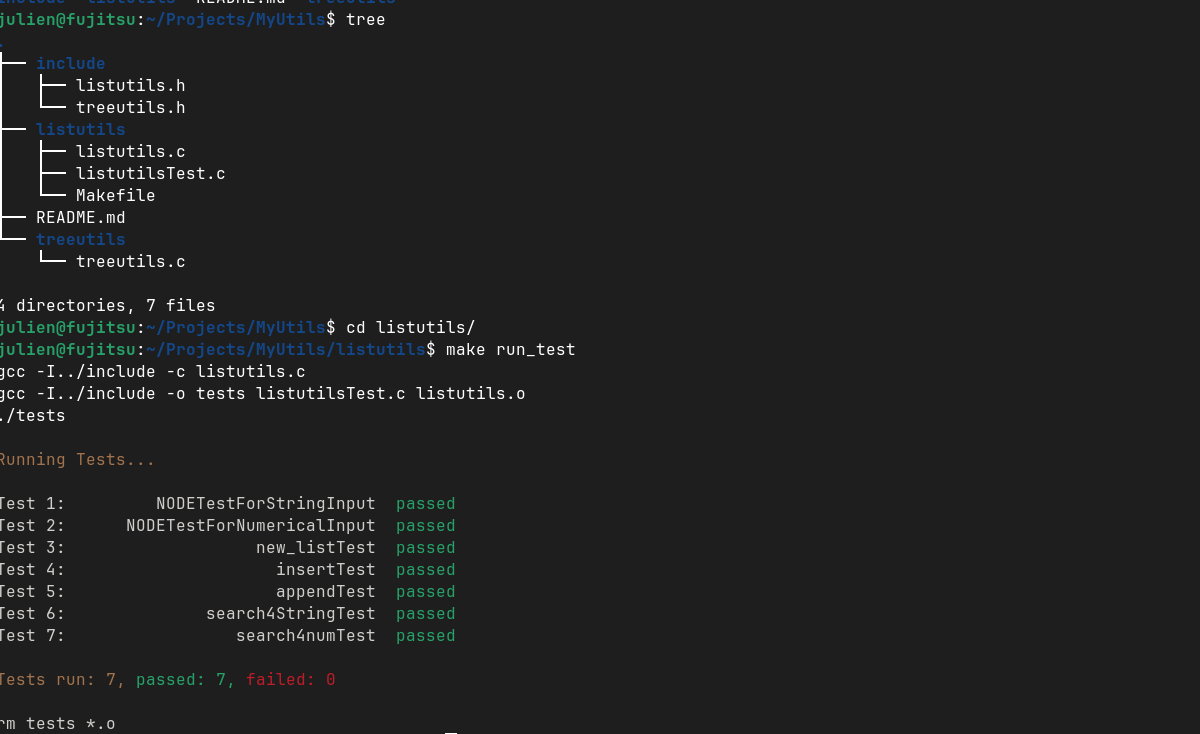 include listutils README.md treeutils
julien@fujitsu:~/Projects/MyUtils$ tree
.
├── include
│   ├── listutils.h
│   └── treeutils.h
├── listutils
│   ├── listutils.c
│   ├── listutilsTest.c
│   └── Makefile
├── README.md
└── treeutils
    └── treeutils.c
4 directories, 7 files
julien@fujitsu:~/Projects/MyUtils$ cd listutils/
julien@fujitsu:~/Projects/MyUtils/listutils$ make run_test
gcc -I../include -c listutils.c
gcc -I../include -o tests listutilsTest.c listutils.o
./tests
Running Tests...
Test 1: NODETestForStringInput passed
Test 2: NODETestForNumericalInput passed
Test 3: new_listTest passed
Test 4: insertTest passed
Test 5: appendTest passed
Test 6: search4StringTest passed
Test 7: search4numTest passed
Tests run: 7, passed: 7, failed: 0
rm tests *.o